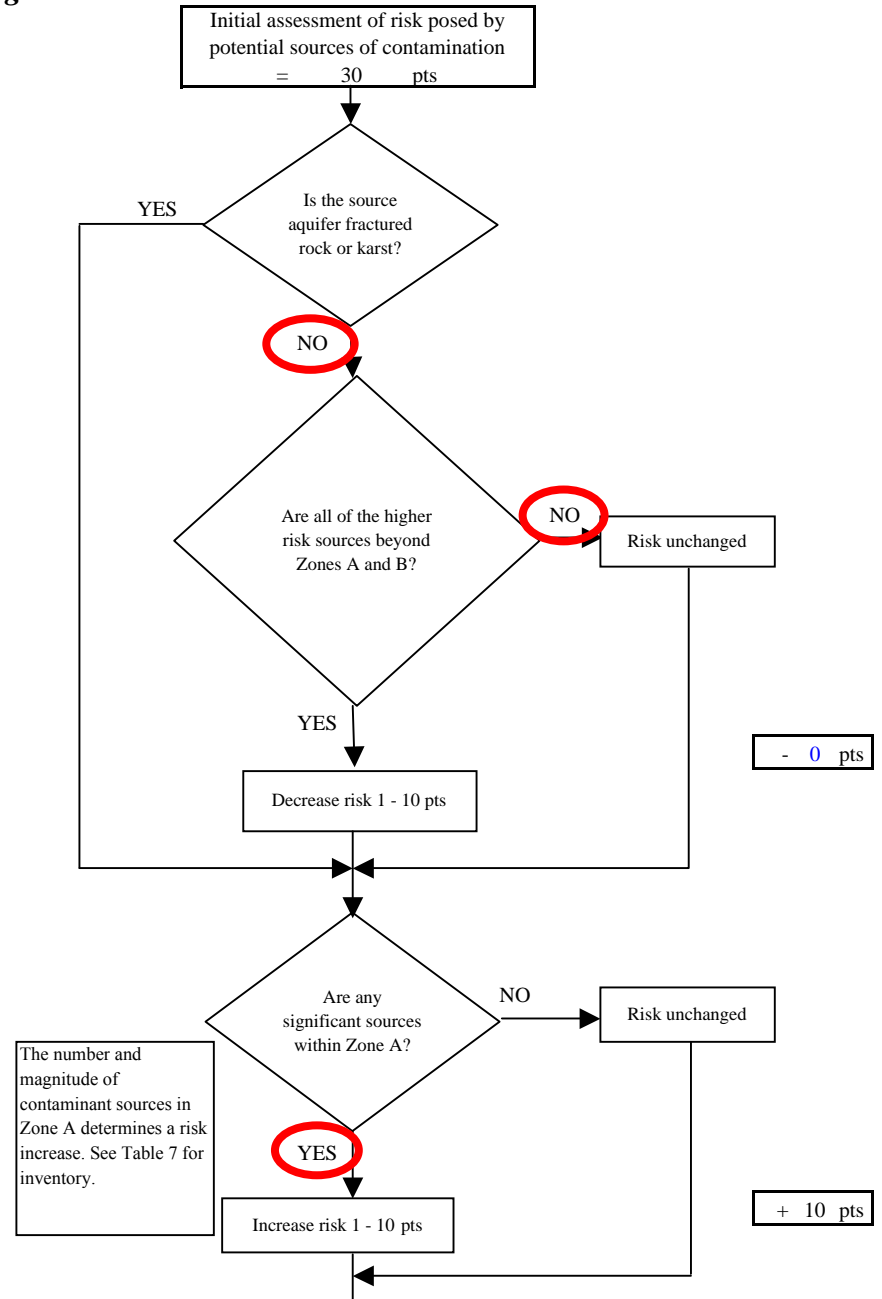 Initial assessment of risk posed by
potential sources of contamination
= 30 pts
YES
Is the source
aquifer fractured
rock or karst?
NO
Are all of the higher
risk sources beyond
Zones A and B?
NO
Risk unchanged
YES
- 0 pts
Decrease risk 1 - 10 pts
Are any
significant sources
within Zone A?
NO
Risk unchanged
The number and
magnitude of
contaminant sources in
Zone A determines a risk
increase. See Table 7 for
inventory.
YES
Increase risk 1 - 10 pts
+ 10 pts